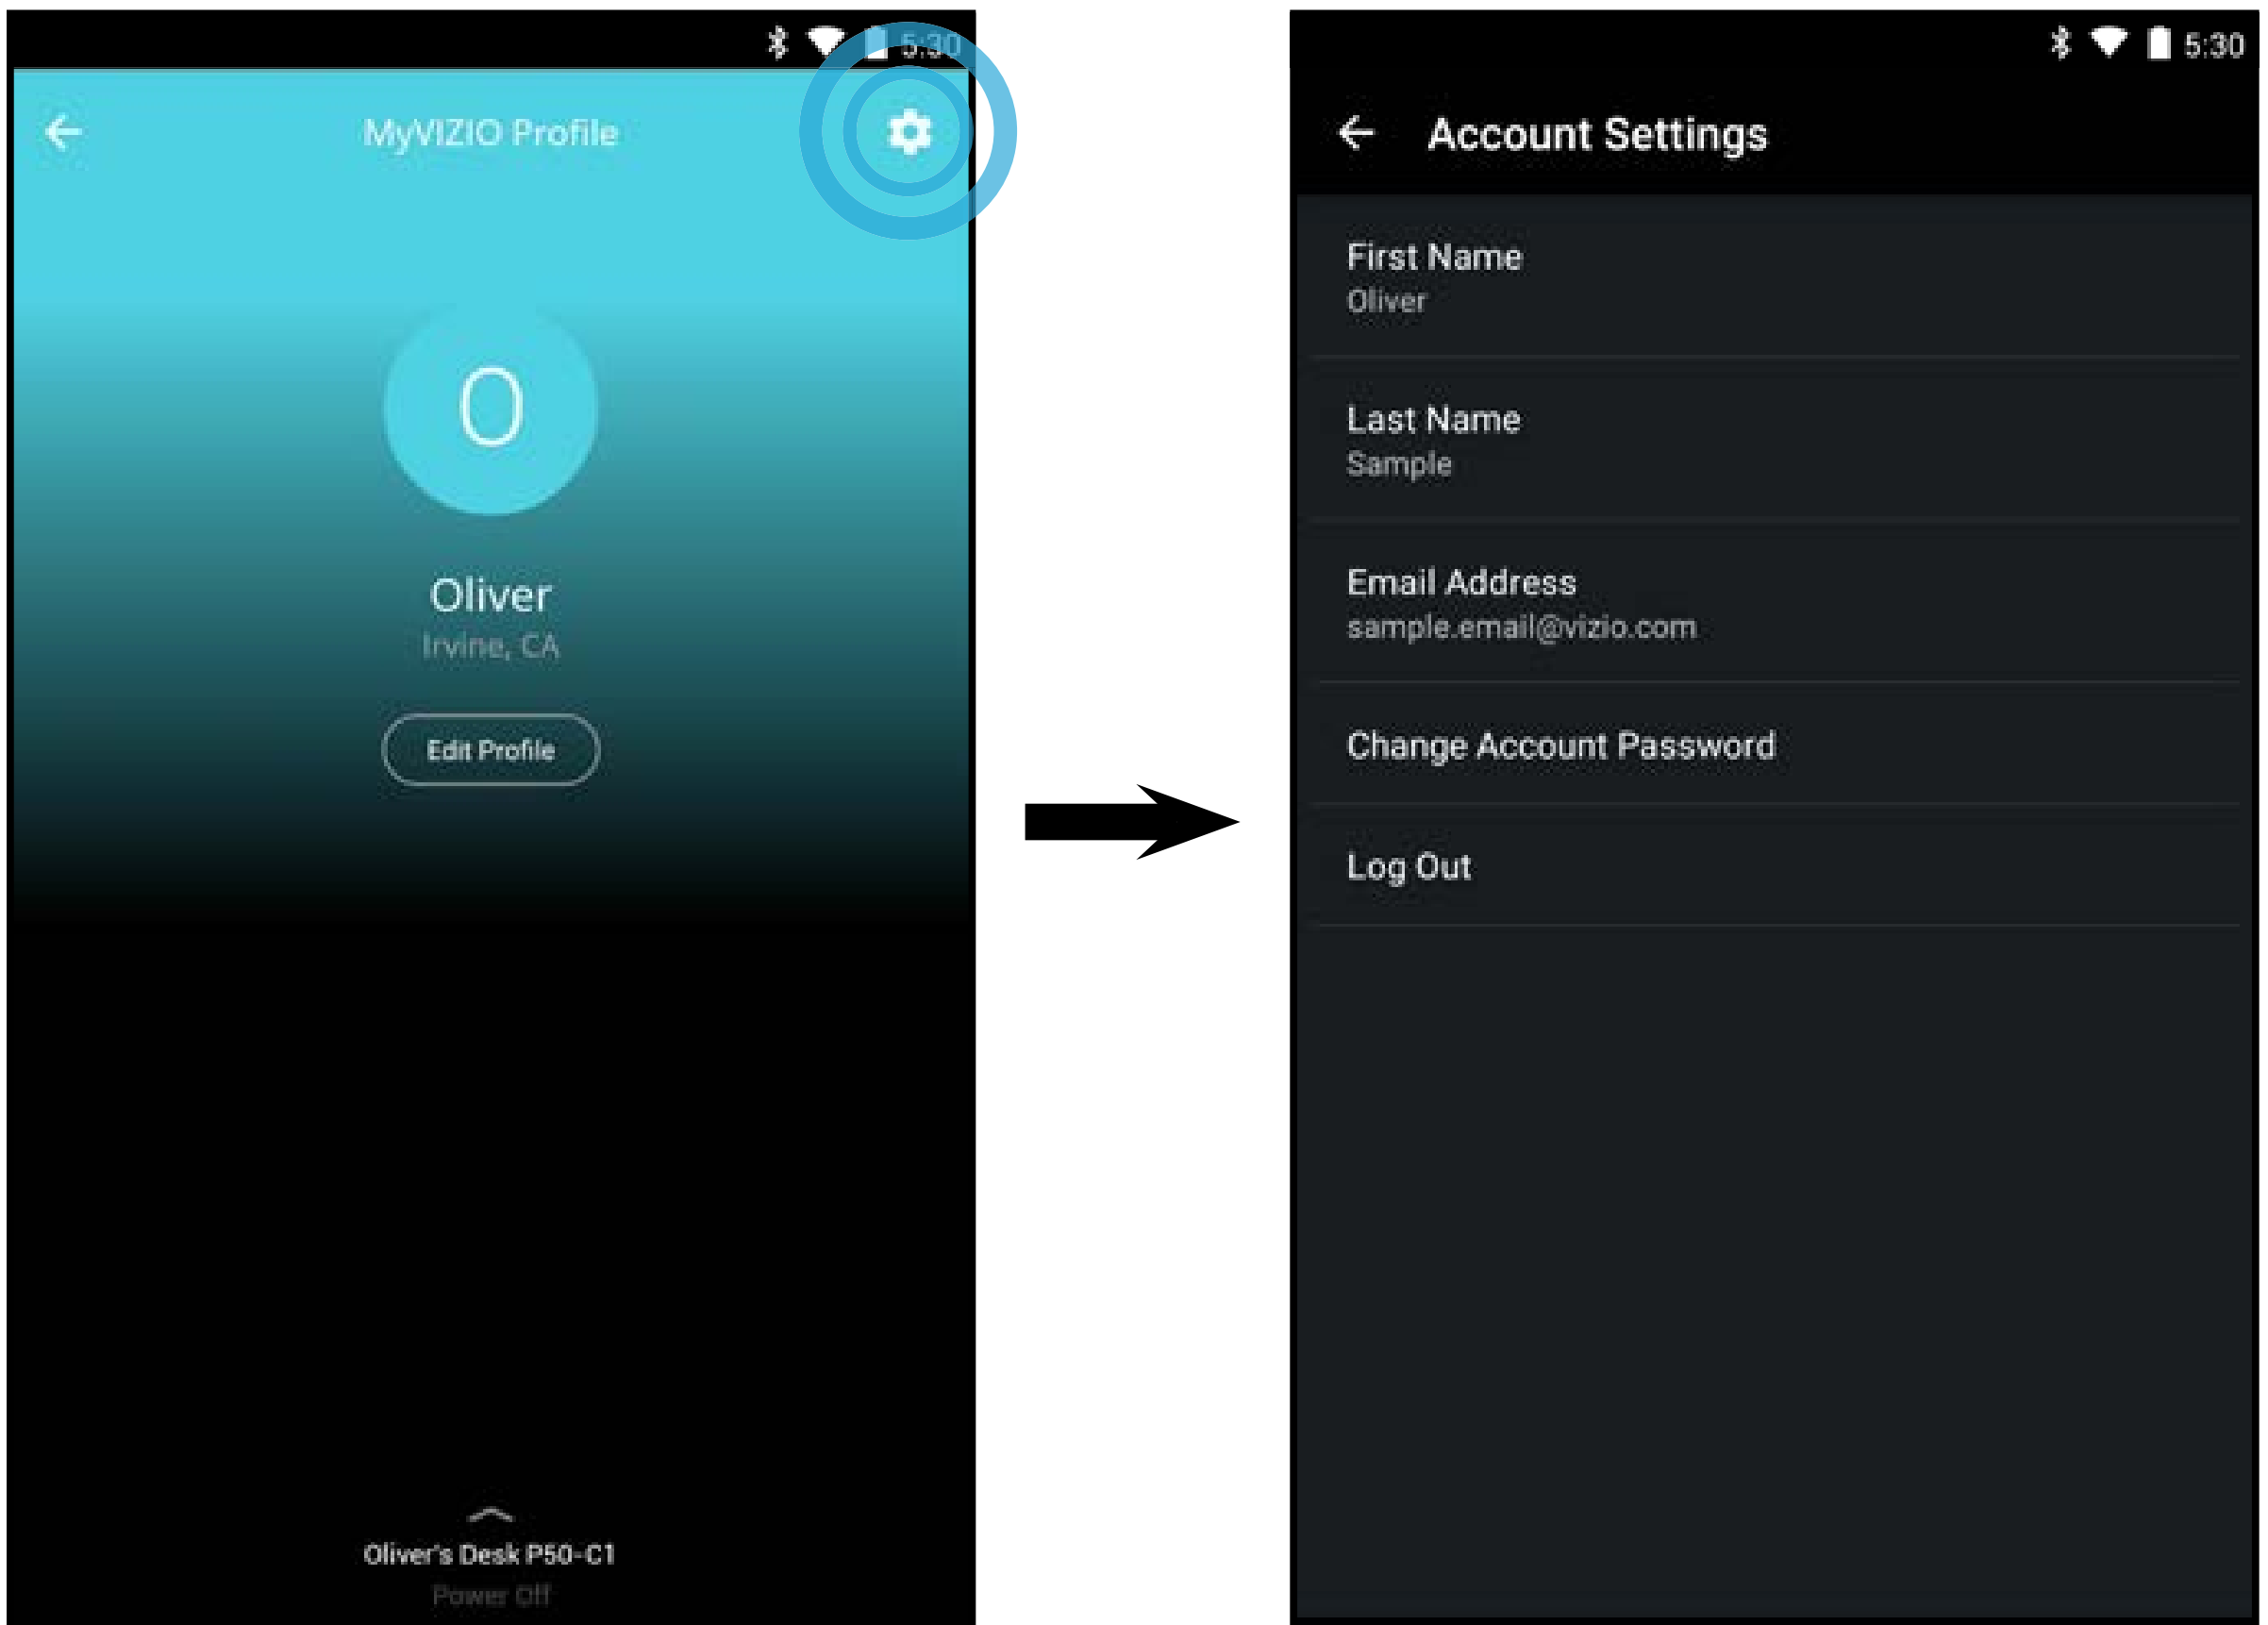 5:30
MyVIZIO Profile
O
Oliver
Irvine, CA
Edit Profile
Oliver's Desk P50-C1
Power Off
5:30
Account Settings
First Name
Oliver
Last Name
Sample
Email Address
sample.email@vizio.com
Change Account Password
Log Out